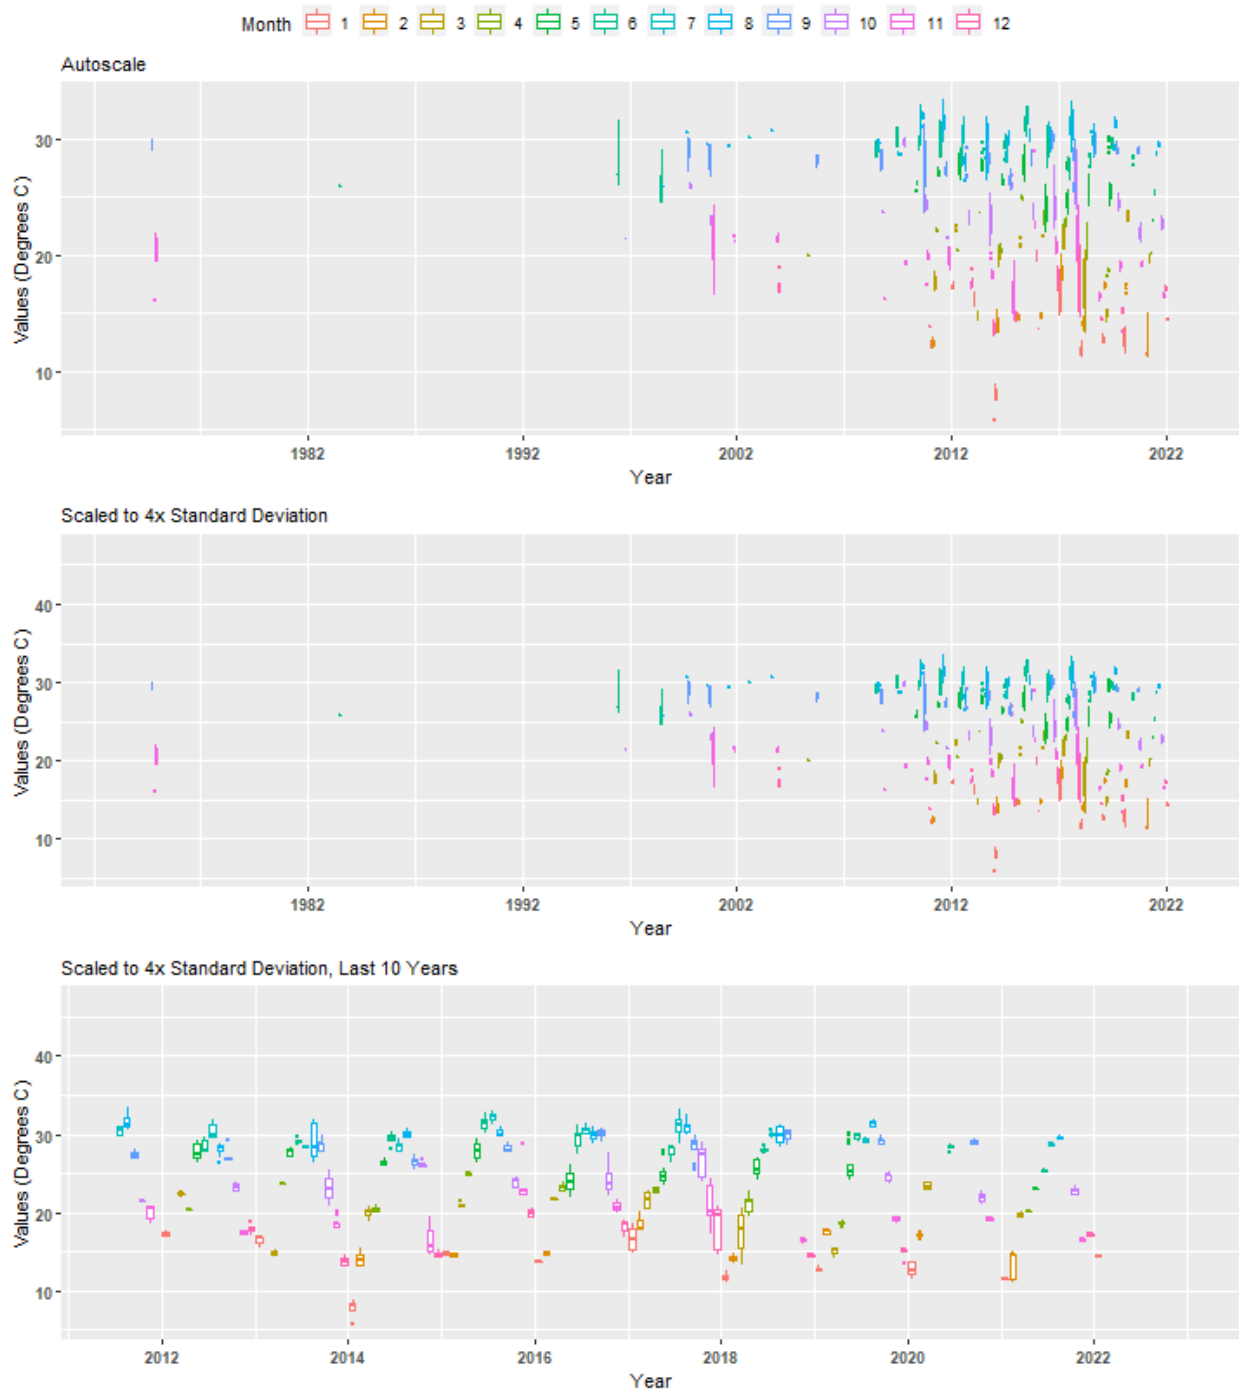 Month 1 2 3 4 5 6 7 8 9 10 11 12
Autoscale
Values (Degrees C)
30
20
10
1982 1992 2002 2012 2022
Year
Scaled to 4x Standard Deviation
Values (Degrees C)
40
30
20
10
1982 1992 2002 2012 2022
Year
Scaled to 4x Standard Deviation, Last 10 Years
Values (Degrees C)
40
30
20
10
2012 2014 2016 2018 2020 2022
Year